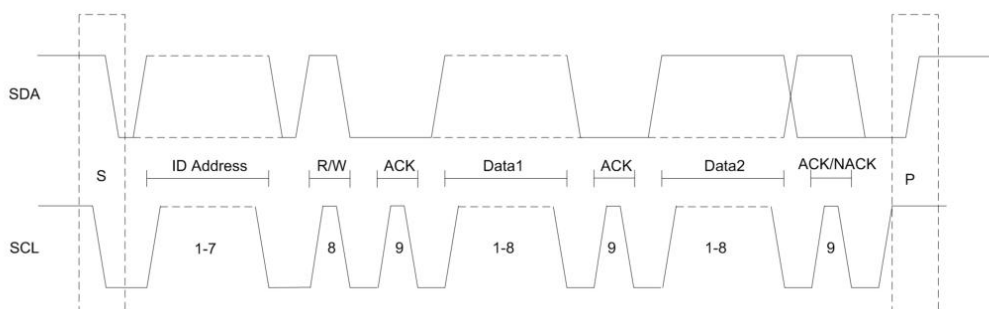 SDA
S ID Address R/W ACK Data1 ACK Data2 ACK/NACK P
SCL 1-7 8 9 1-8 9 1-8 9